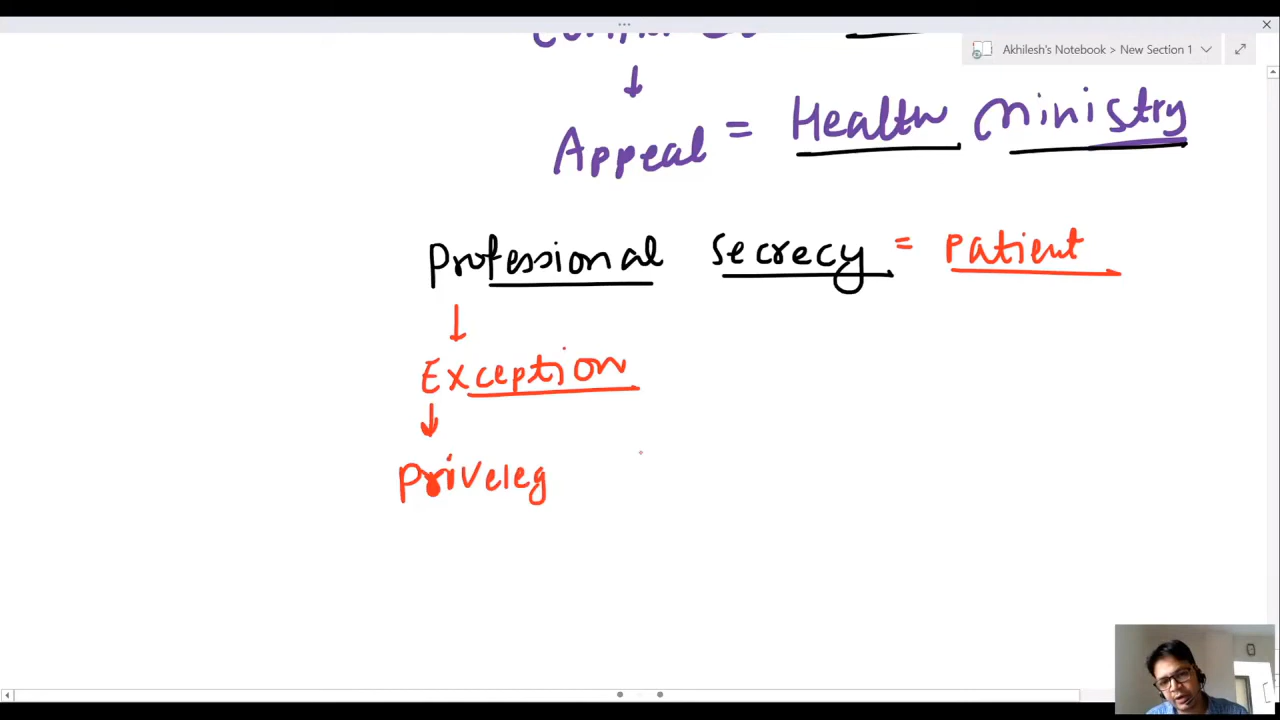 Akhilesh's Notebook > New Section 1
Appeal = Health Ministry
Professional Secrecy = Patient
Exception
Priveleg